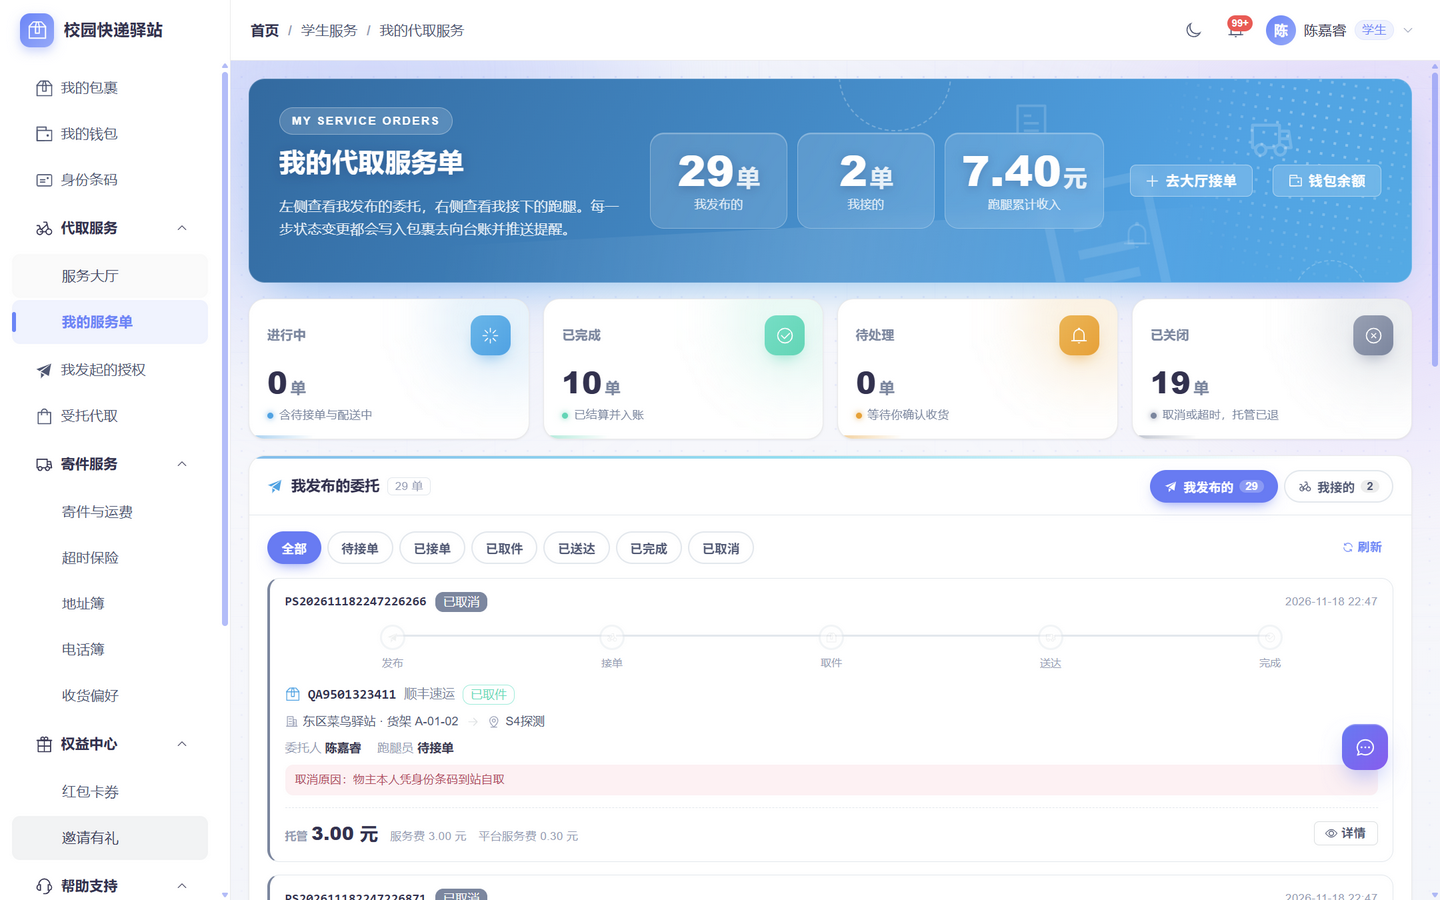 校园快递驿站
首页 / 学生服务 / 我的代取服务
99+
陈 陈嘉睿 学生
我的包裹
我的钱包
身份条码
代取服务
服务大厅
我的服务单
我发起的授权
受托代取
寄件服务
寄件与运费
超时保险
地址簿
电话簿
收货偏好
权益中心
红包卡券
邀请有礼
帮助支持
MY SERVICE ORDERS
我的代取服务单
左侧查看我发布的委托，右侧查看我接下的跑腿。每一
步状态变更都会写入包裹去向台账并推送提醒。
29单
我发布的
2单
我接的
7.40元
跑腿累计收入
去大厅接单
钱包余额
进行中
0单
含待接单与配送中
已完成
10单
已结算并入账
待处理
0单
等待你确认收货
已关闭
19单
取消或超时，托管已退
我发布的委托 29 单
我发布的 29
我接的 2
全部 待接单 已接单 已取件 已送达 已完成 已取消
刷新
PS202611182247226266 已取消 2026-11-18 22:47
发布 接单 取件 送达 完成
QA9501323411 顺丰速运 已取件
东区菜鸟驿站 · 货架 A-01-02 → S4探测
委托人 陈嘉睿 跑腿员 待接单
取消原因：物主本人凭身份条码到站自取
托管 3.00 元 服务费 3.00 元 平台服务费 0.30 元
详情
PS202611182247226871 已取消 2026-11-18 22:47